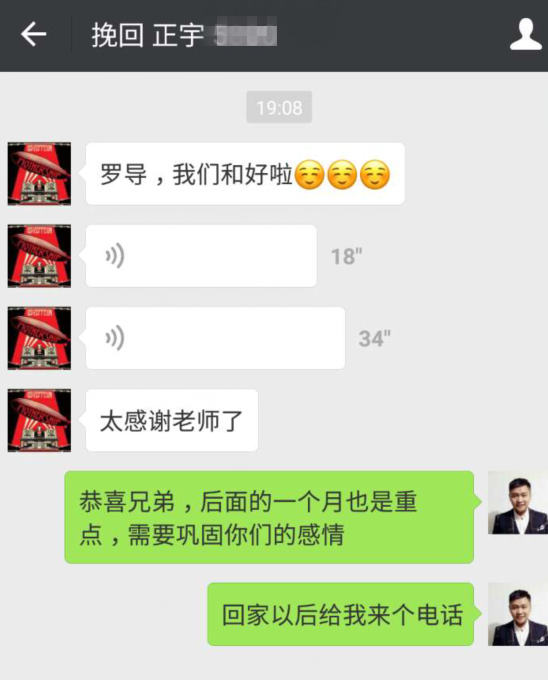 挽回 正宇
19:08
罗导，我们和好啦
18"
34"
太感谢老师了
恭喜兄弟，后面的一个月也是重
点，需要巩固你们的感情
回家以后给我来个电话